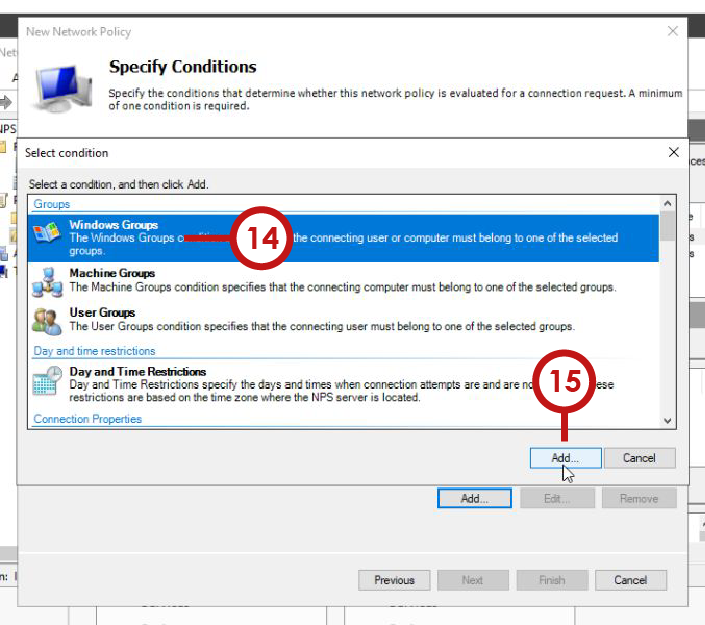 New Network Policy
Specify Conditions
Specify the conditions that determine whether this network policy is evaluated for a connection request. A minimum
of one condition is required.
NPS
Select condition
Select a condition, and then click Add.
Groups
Windows Groups
The Windows Groups the connecting user or computer must belong to one of the selected
groups.
14
Machine Groups
The Machine Groups condition specifies that the connecting computer must belong to one of the selected groups.
User Groups
The User Groups condition specifies that the connecting user must belong to one of the selected groups.
Day and time restrictions
Day and Time Restrictions
Day and Time Restrictions specify the days and times when connection attempts are and are
restrictions are based on the time zone where the NPS server is located.
15
Connection Properties
Add... Cancel
Add... Edit... Remove
Previous Next Finish Cancel